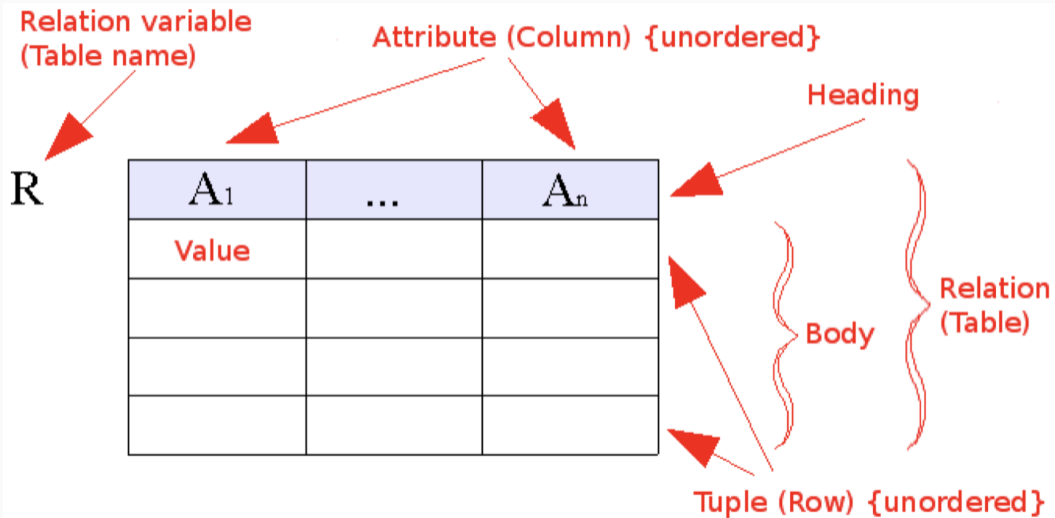 Relation variable
(Table name)
Attribute (Column) {unordered}
Heading
R
A1
...
An
Value
Body
Relation
(Table)
Tuple (Row) {unordered}